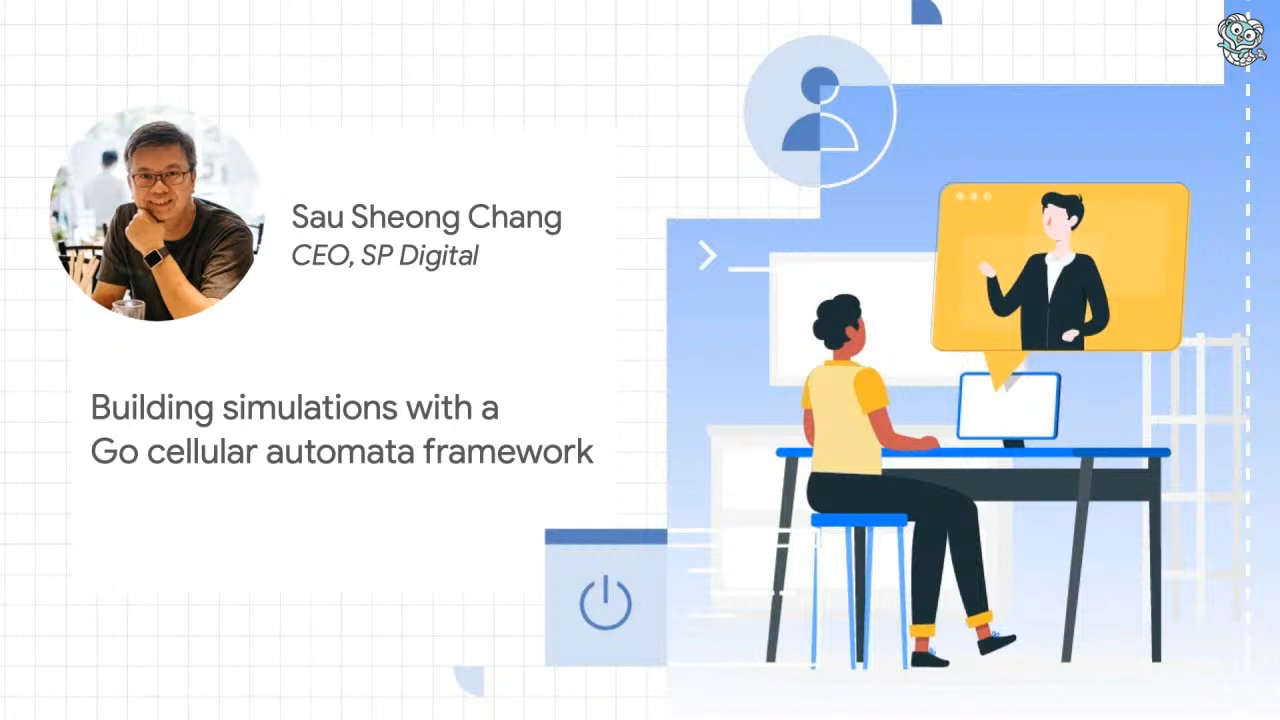 Sau Sheong Chang
CEO, SP Digital
Building simulations with a
Go cellular automata framework